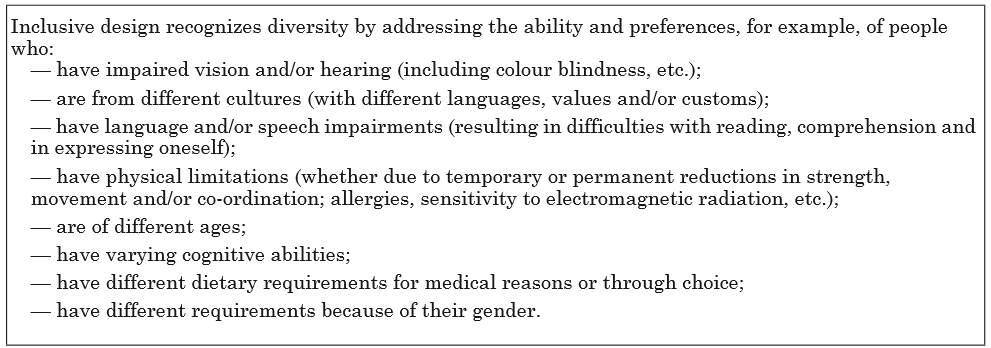 Inclusive design recognizes diversity by addressing the ability and preferences, for example, of people
who:
— have impaired vision and/or hearing (including colour blindness, etc.);
— are from different cultures (with different languages, values and/or customs);
— have language and/or speech impairments (resulting in difficulties with reading, comprehension and
in expressing oneself);
— have physical limitations (whether due to temporary or permanent reductions in strength,
movement and/or co-ordination; allergies, sensitivity to electromagnetic radiation, etc.);
— are of different ages;
— have varying cognitive abilities;
— have different dietary requirements for medical reasons or through choice;
— have different requirements because of their gender.